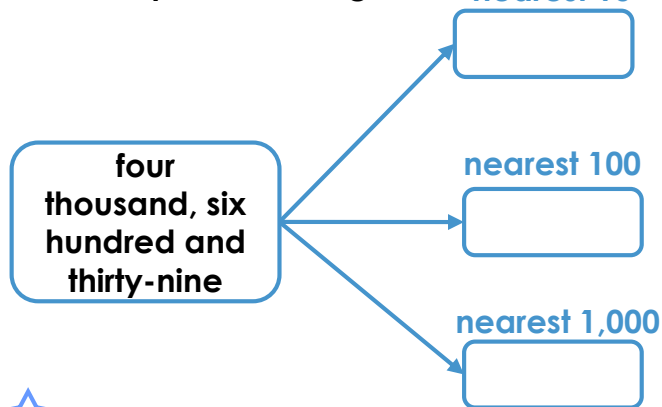 four
thousand, six
hundred and
thirty-nine
nearest 100
nearest 1,000